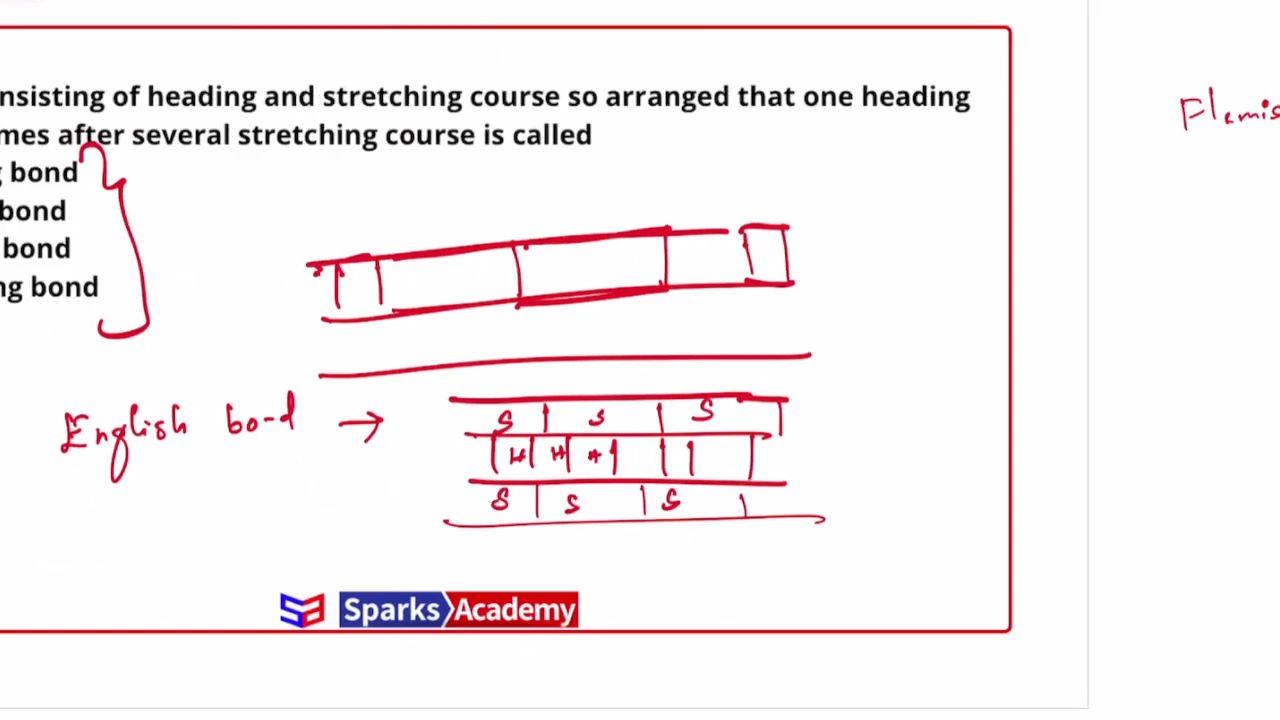 nsisting of heading and stretching course so arranged that one heading
mes after several stretching course is called
g bond
bond
bond
ng bond
Flemis
English bond →
S S S
H H H
S S S
Sparks Academy